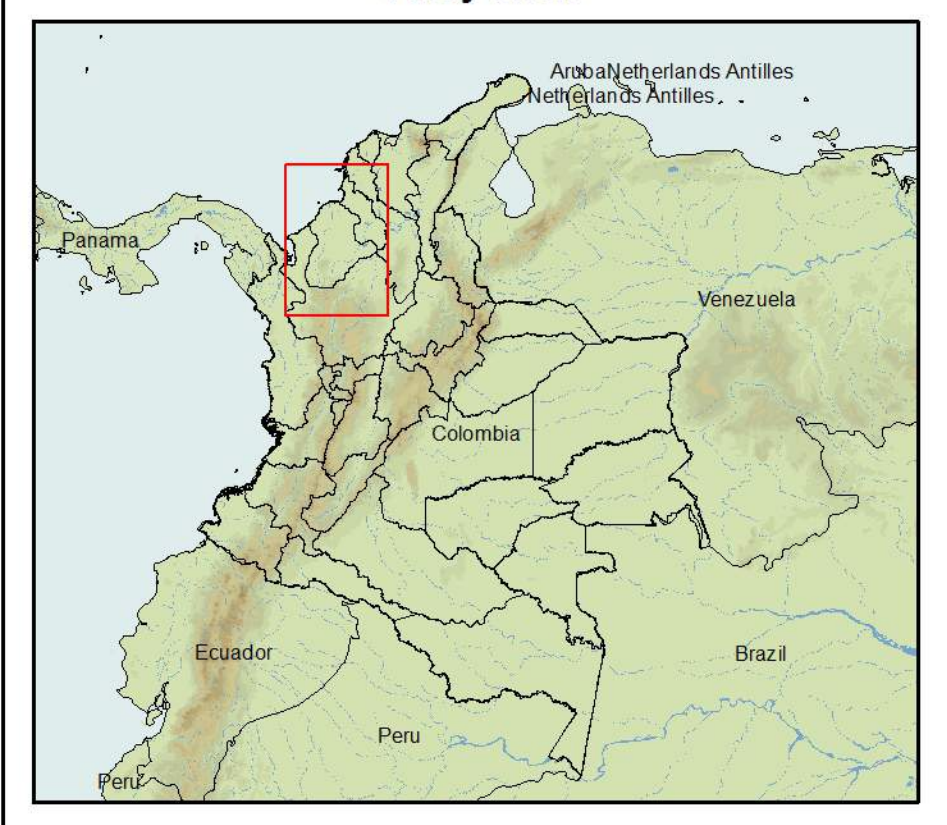 ArubaNetherlands Antilles
Netherlands Antilles
Panama
Venezuela
Colombia
Ecuador
Brazil
Peru
Peru